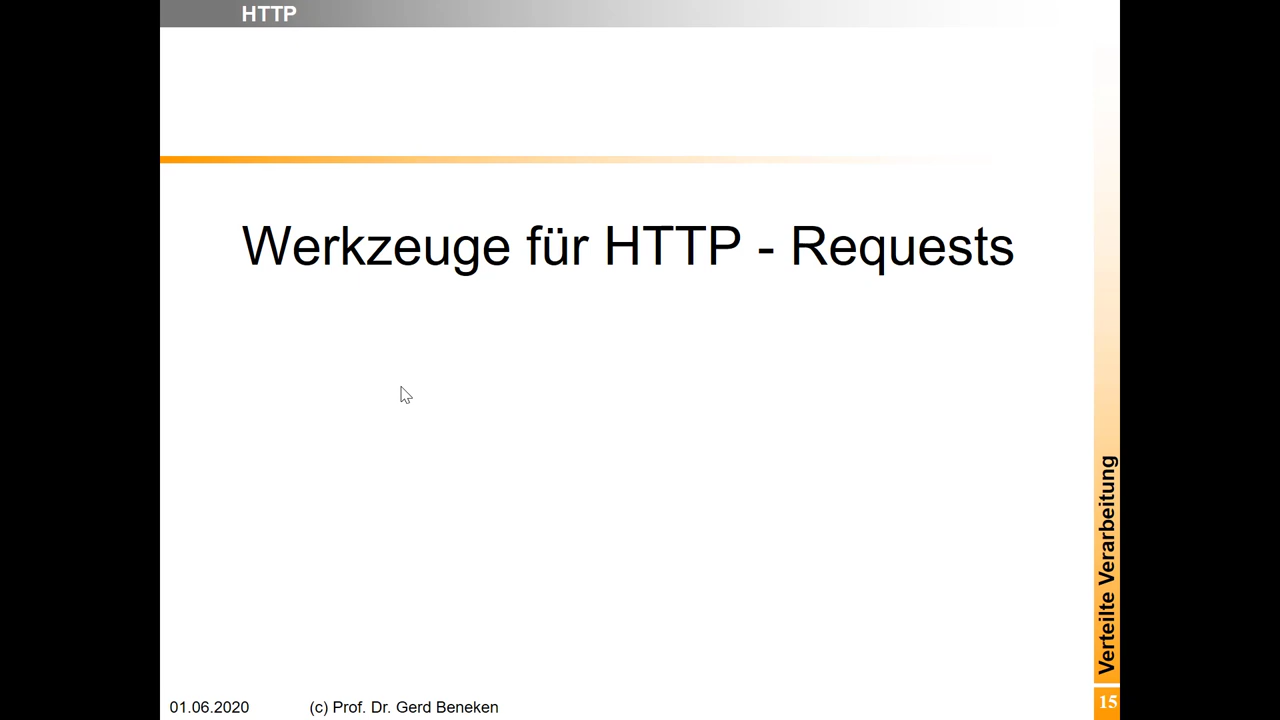 HTTP
Werkzeuge für HTTP - Requests
Verteilte Verarbeitung
01.06.2020
(c) Prof. Dr. Gerd Beneken
15